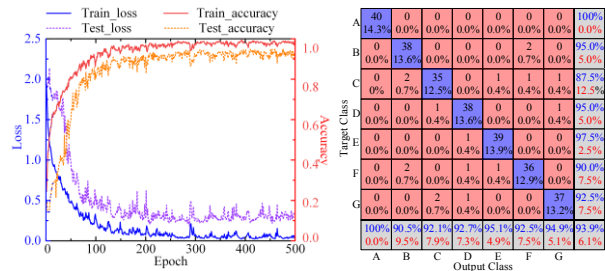 Train_loss Train_accuracy
Test_loss Test_accuracy
2.5
2.0
1.5
1.0
0.5
0.0
Loss
1.0
0.8
0.6
0.4
0.2
0.0
Accuracy
0 100 200 300 400 500
Epoch
Target Class
A 40 0 0 0 0 0 0 100%
14.3% 0.0% 0.0% 0.0% 0.0% 0.0% 0.0% 0.0%
B 0 38 0 0 0 2 0 95.0%
0.0% 13.6% 0.0% 0.0% 0.0% 0.7% 0.0% 5.0%
C 0 2 35 0 1 1 1 87.5%
0% 0.7% 12.5% 0.0% 0.4% 0.4% 0.4% 12.5%
D 0 0 1 38 0 0 1 95.0%
0.0% 0.0% 0.4% 13.6% 0.0% 0.0% 0.4% 5.0%
E 0 0 0 1 39 0 0 97.5%
0.0% 0.0% 0.0% 0.4% 13.9% 0.0% 0.0% 2.5%
F 0 2 0 1 1 36 0 90.0%
0.0% 0.7% 0.0% 0.4% 0.4% 12.9% 0.0% 7.5%
G 0 0 2 1 0 0 37 92.5%
0.0% 0.0% 0.7% 0.4% 0.0% 0.0% 13.2% 7.5%
100% 90.5% 92.1% 92.7% 95.1% 92.5% 94.9% 93.9%
0.0% 9.5% 7.9% 7.3% 4.9% 7.5% 5.1% 6.1%
A B C D E F G
Output Class